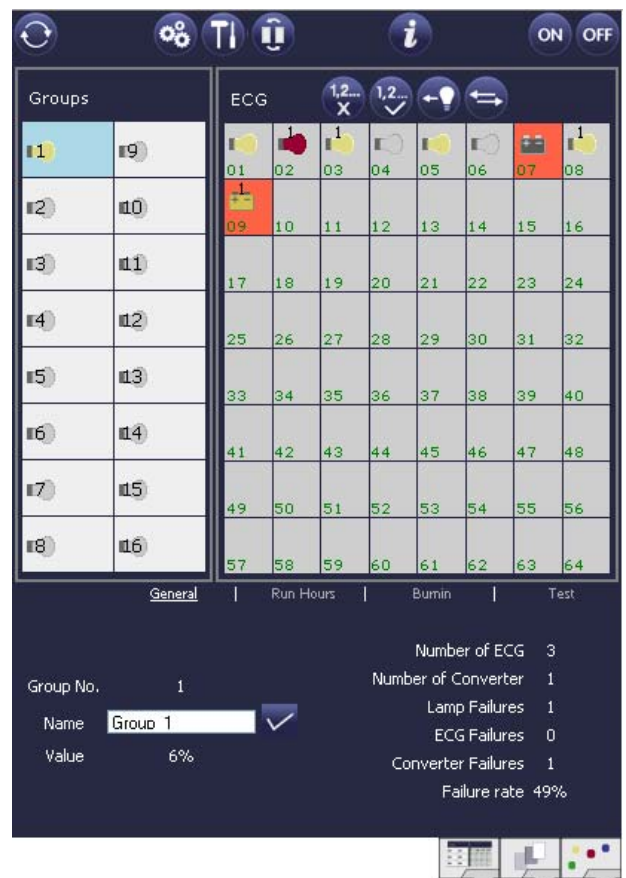 i ON OFF
Groups ECG 1,2... X 1,2...
1 9
2 10
3 11
4 12
5 13
6 14
7 15
8 16
1 1 1
01 02 03 04 05 06 07 08
1
09 10 11 12 13 14 15 16
17 18 19 20 21 22 23 24
25 26 27 28 29 30 31 32
33 34 35 36 37 38 39 40
41 42 43 44 45 46 47 48
49 50 51 52 53 54 55 56
57 58 59 60 61 62 63 64
General | Run Hours | Burnin | Test
Group No. 1
Name Group 1
Value 6%
Number of ECG 3
Number of Converter 1
Lamp Failures 1
ECG Failures 0
Converter Failures 1
Failure rate 49%